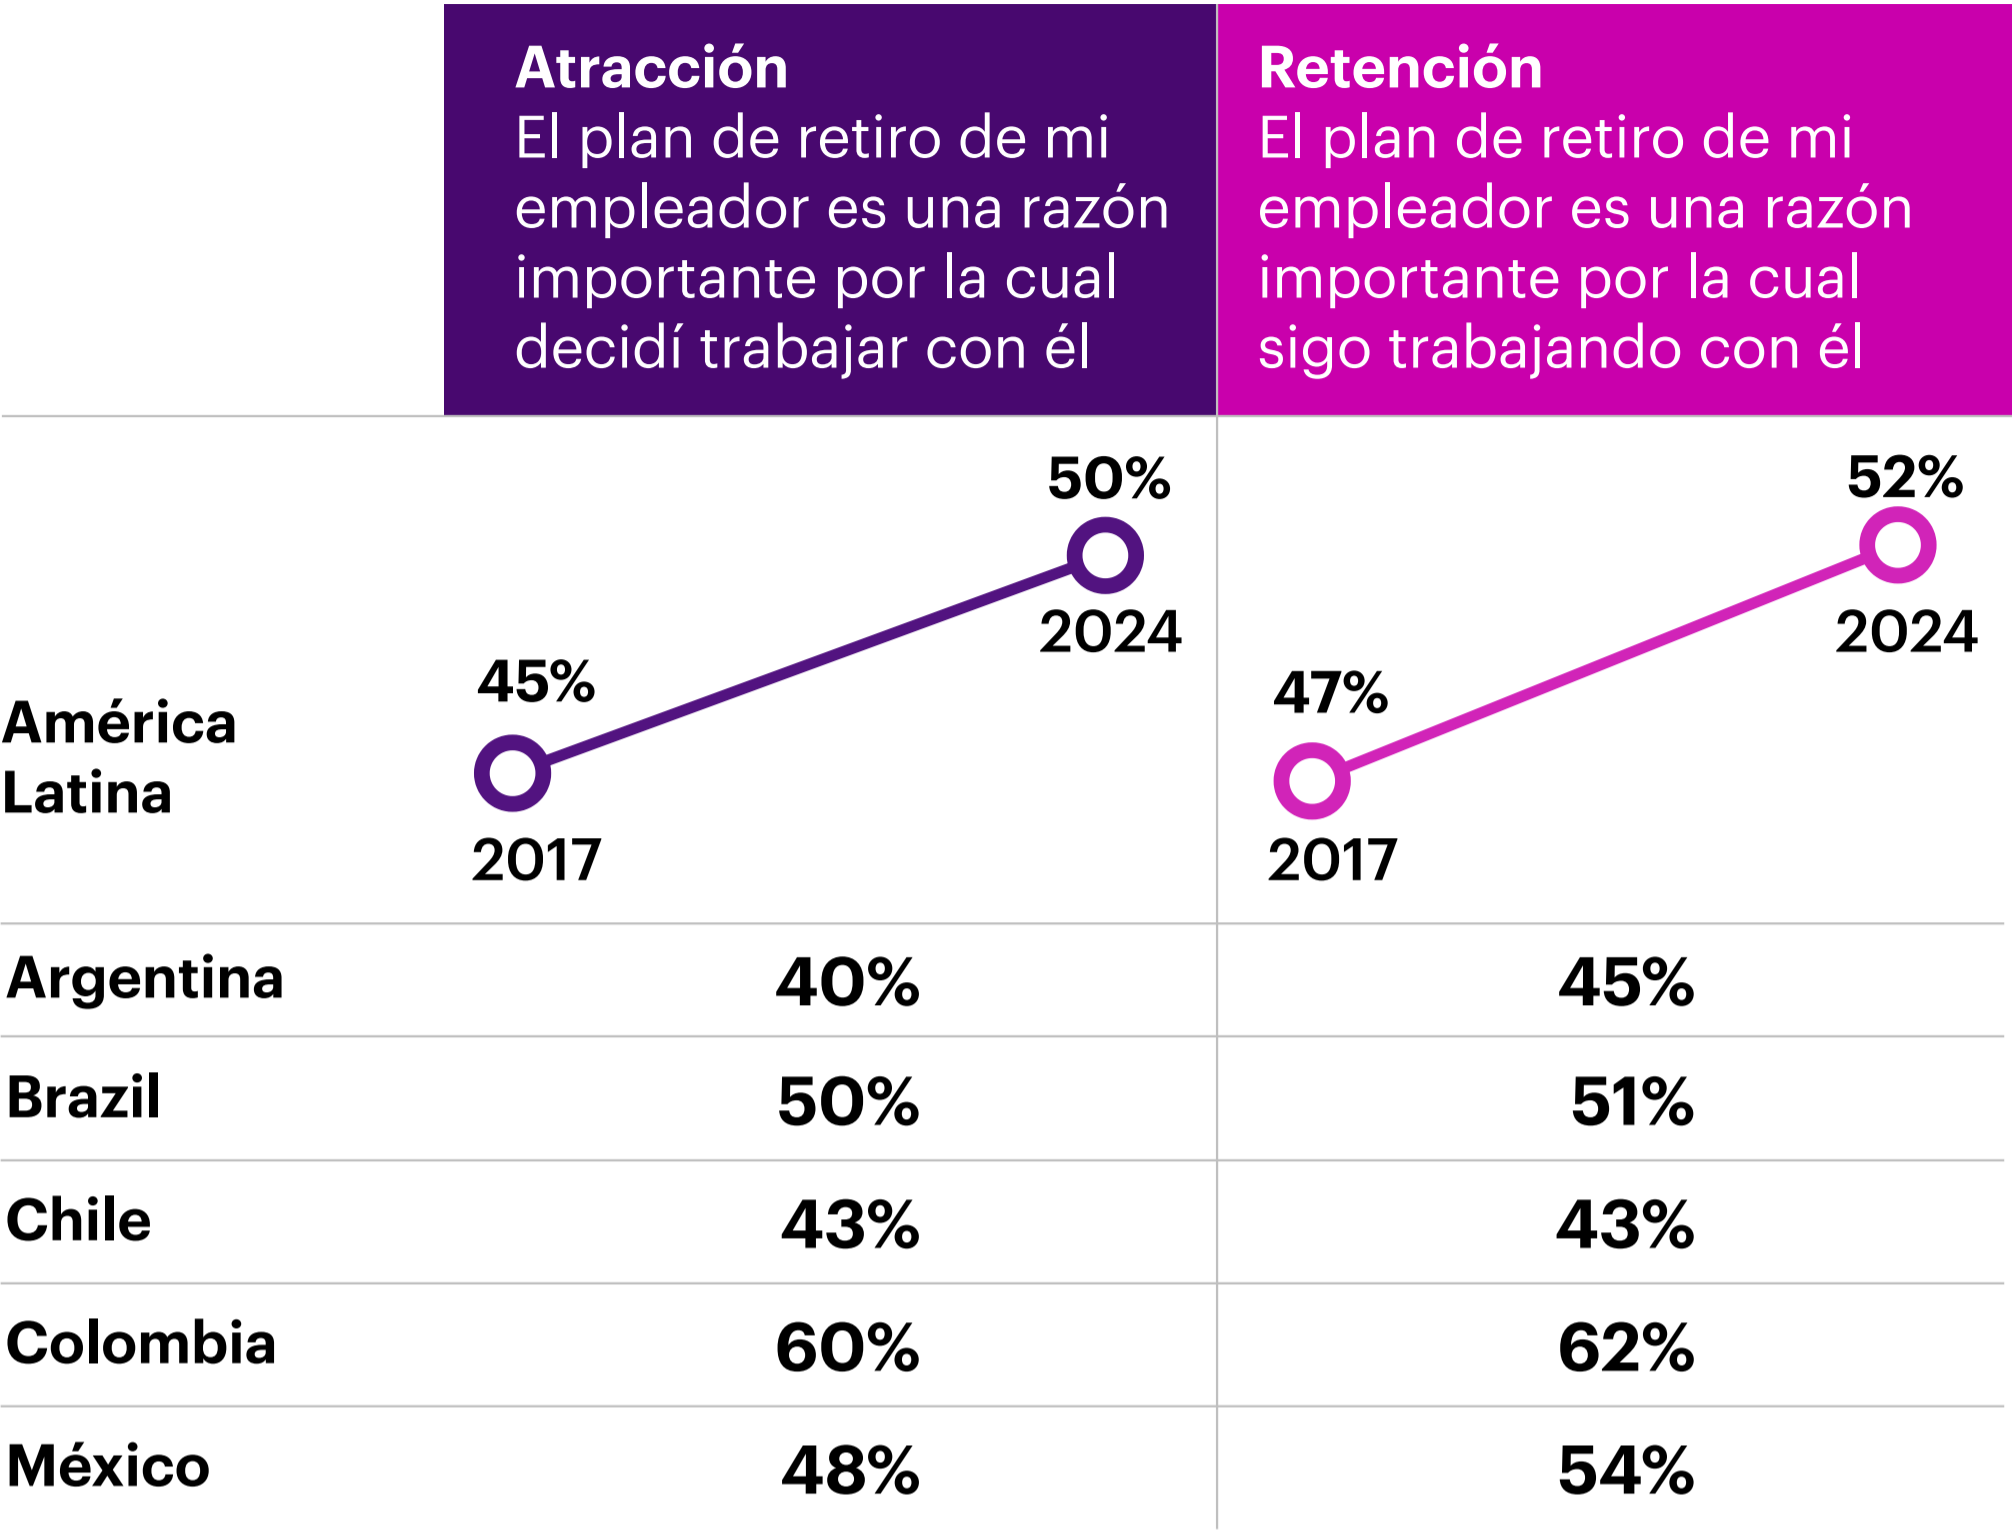 Atracción
El plan de retiro de mi
empleador es una razón
importante por la cual
decidí trabajar con él
Retención
El plan de retiro de mi
empleador es una razón
importante por la cual
sigo trabajando con él
América
Latina
45%
2017
50%
2024
47%
2017
52%
2024
Argentina 40% 45%
Brazil 50% 51%
Chile 43% 43%
Colombia 60% 62%
México 48% 54%